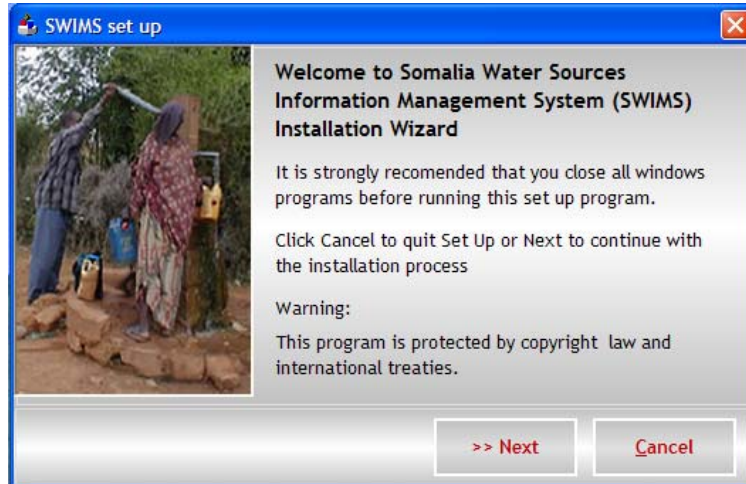 SWIMS set up
Welcome to Somalia Water Sources
Information Management System (SWIMS)
Installation Wizard
It is strongly recomended that you close all windows
programs before running this set up program.
Click Cancel to quit Set Up or Next to continue with
the installation process
Warning:
This program is protected by copyright  law and
international treaties.
>> Next
Cancel